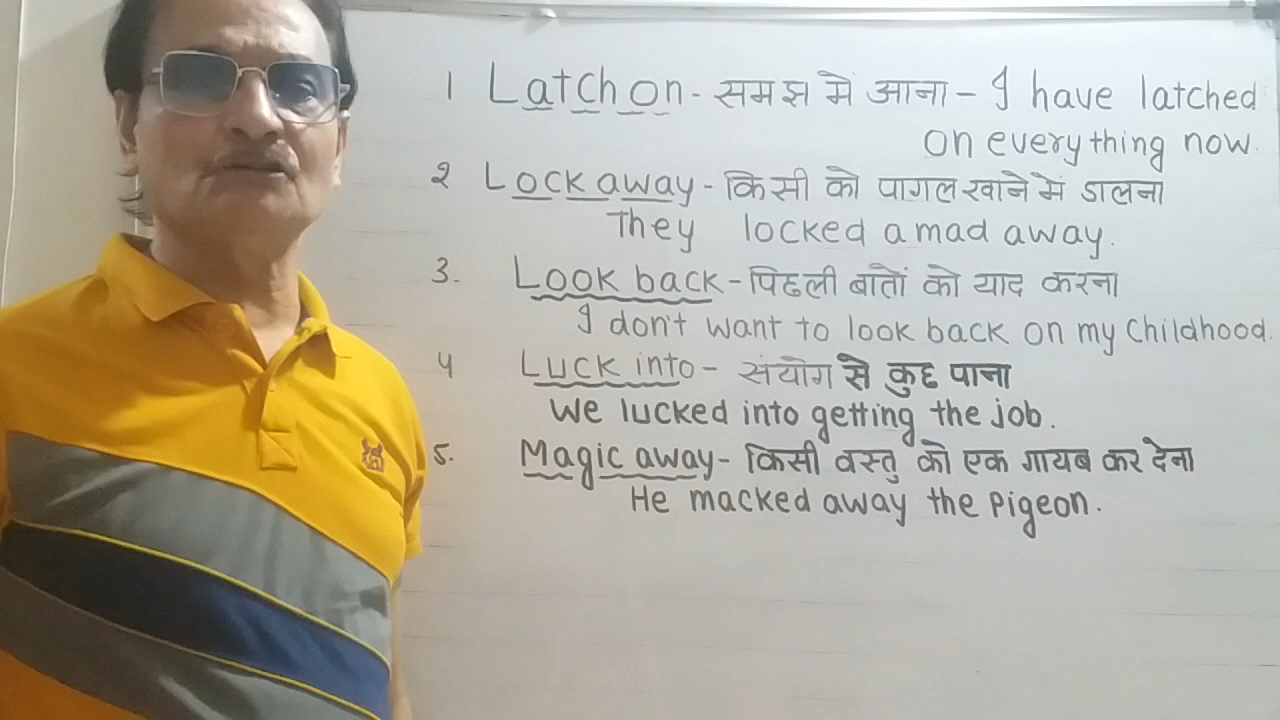 1 Latch on - समझ में आना - I have latched
on everything now.
2 Lock away - किसी को पागलखाने में डालना
They locked a mad away.
3. Look back - पिछली बातों को याद करना
I don't want to look back on my Childhood.
4 Luck into - संयोग से कुछ पाना
We lucked into getting the job.
5. Magic away - किसी वस्तु को एक गायब कर देना
He macked away the Pigeon.